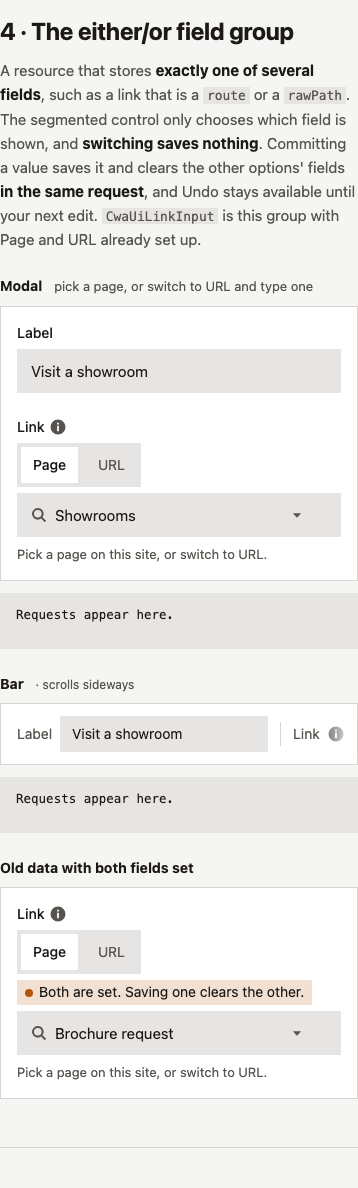 4 · The either/or field group
A resource that stores exactly one of several
fields, such as a link that is a route or a rawPath.
The segmented control only chooses which field is
shown, and switching saves nothing. Committing
a value saves it and clears the other options' fields
in the same request, and Undo stays available until
your next edit. CwaUiLinkInput is this group with
Page and URL already set up.
Modal pick a page, or switch to URL and type one
Label
Visit a showroom
Link
Page URL
Showrooms
Pick a page on this site, or switch to URL.
Requests appear here.
Bar · scrolls sideways
Label Visit a showroom Link
Requests appear here.
Old data with both fields set
Link
Page URL
Both are set. Saving one clears the other.
Brochure request
Pick a page on this site, or switch to URL.